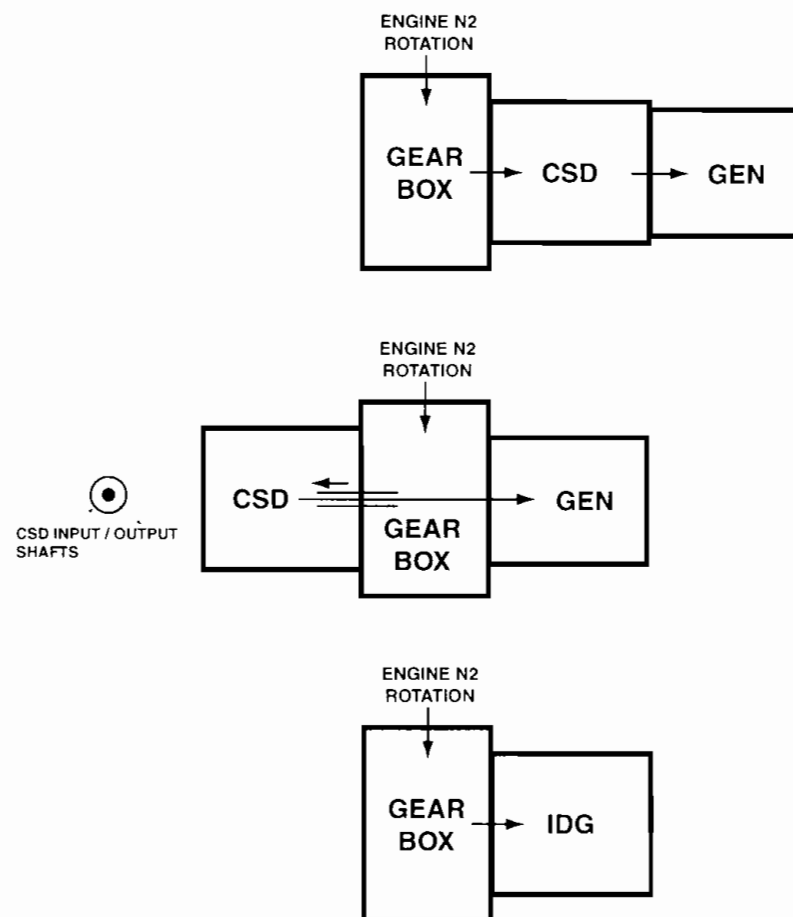 ENGINE N2
ROTATION
GEAR
BOX
CSD
GEN
ENGINE N2
ROTATION
CSD
GEN
GEAR
BOX
CSD INPUT / OUTPUT
SHAFTS
ENGINE N2
ROTATION
GEAR
BOX
IDG